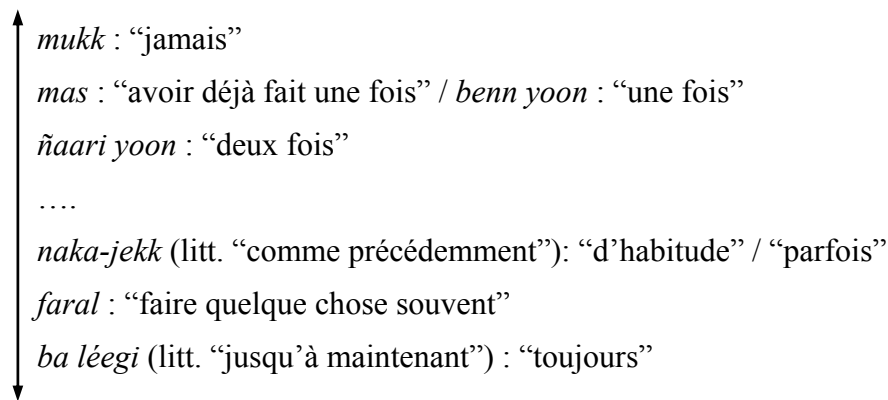 mukk : “jamais”
mas : “avoir déjà fait une fois” / benn yoon : “une fois”
ñaari yoon : “deux fois”
….
naka-jekk (litt. “comme précédemment”): “d’habitude” / “parfois”
faral : “faire quelque chose souvent”
ba léegi (litt. “jusqu’à maintenant”) : “toujours”